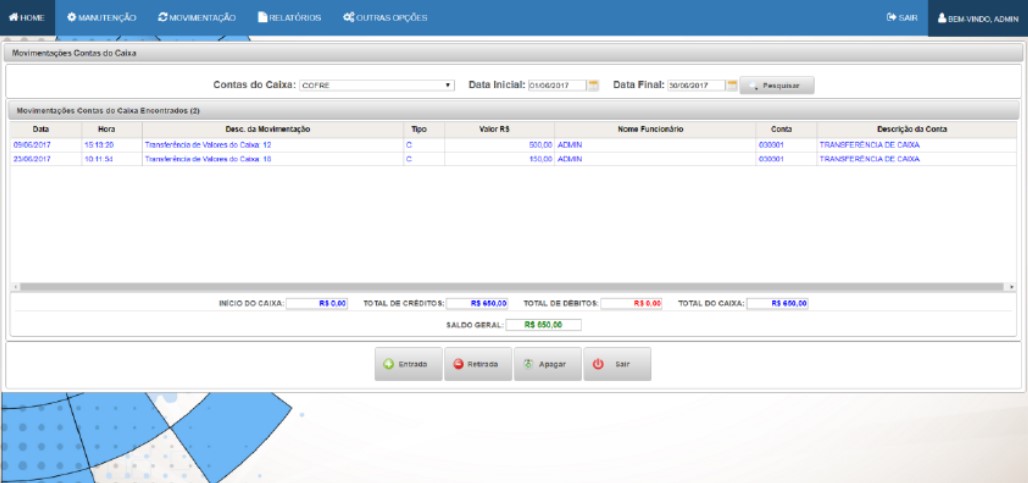 HOME MANUTENÇÃO MOVIMENTAÇÃO RELATÓRIOS OUTRAS OPÇÕES SAIR BEM-VINDO, ADMIN
Movimentações Contas do Caixa
Contas do Caixa: COFRE Data Inicial: 01/06/2017 Data Final: 30/06/2017 Pesquisar
Movimentações Contas do Caixa Encontrados (2)
Data Hora Desc. da Movimentação Tipo Valor R$ Nome Funcionário Conta Descrição da Conta
09/06/2017 15:13:20 Transferência de Valores do Caixa: 12 C 500,00 ADMIN 030301 TRANSFERÊNCIA DE CAIXA
23/06/2017 10:11:54 Transferência de Valores do Caixa: 16 C 150,00 ADMIN 030301 TRANSFERÊNCIA DE CAIXA
INÍCIO DO CAIXA: R$ 0,00 TOTAL DE CRÉDITOS: R$ 650,00 TOTAL DE DÉBITOS: R$ 0,00 TOTAL DO CAIXA: R$ 650,00
SALDO GERAL: R$ 650,00
Entrada Retirada Apagar Sair